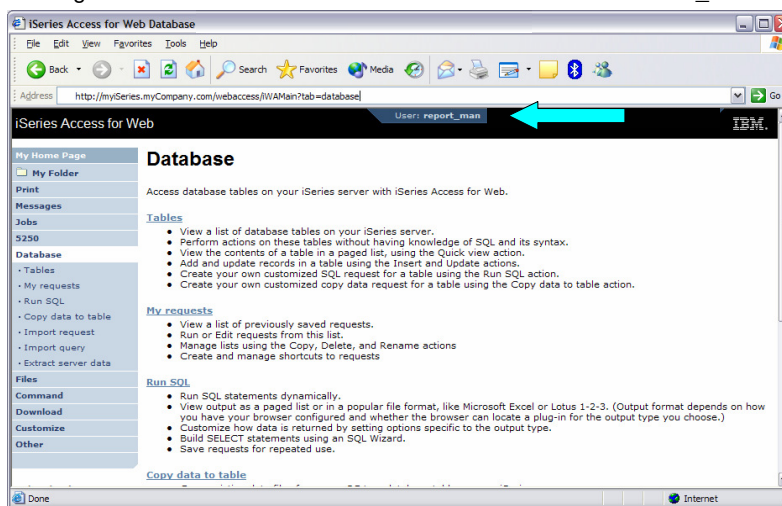 iSeries Access for Web Database
File Edit View Favorites Tools Help
Back Search Favorites Media
Address http://myiSeries.myCompany.com/webaccess/iWAMain?tab=database Go
iSeries Access for Web
User: report_man
IBM.
My Home Page
My Folder
Print
Messages
Jobs
5250
Database
• Tables
• My requests
• Run SQL
• Copy data to table
• Import request
• Import query
• Extract server data
Files
Command
Download
Customize
Other
Database
Access database tables on your iSeries server with iSeries Access for Web.
Tables
• View a list of database tables on your iSeries server.
• Perform actions on these tables without having knowledge of SQL and its syntax.
• View the contents of a table in a paged list, using the Quick view action.
• Add and update records in a table using the Insert and Update actions.
• Create your own customized SQL request for a table using the Run SQL action.
• Create your own customized copy data request for a table using the Copy data to table action.
My requests
• View a list of previously saved requests.
• Run or Edit requests from this list.
• Manage lists using the Copy, Delete, and Rename actions
• Create and manage shortcuts to requests
Run SQL
• Run SQL statements dynamically.
• View output as a paged list or in a popular file format, like Microsoft Excel or Lotus 1-2-3. (Output format depends on how
you have your browser configured and whether the browser can locate a plug-in for the output type you choose.)
• Customize how data is returned by setting options specific to the output type.
• Build SELECT statements using an SQL Wizard.
• Save requests for repeated use.
Copy data to table
Done
Internet